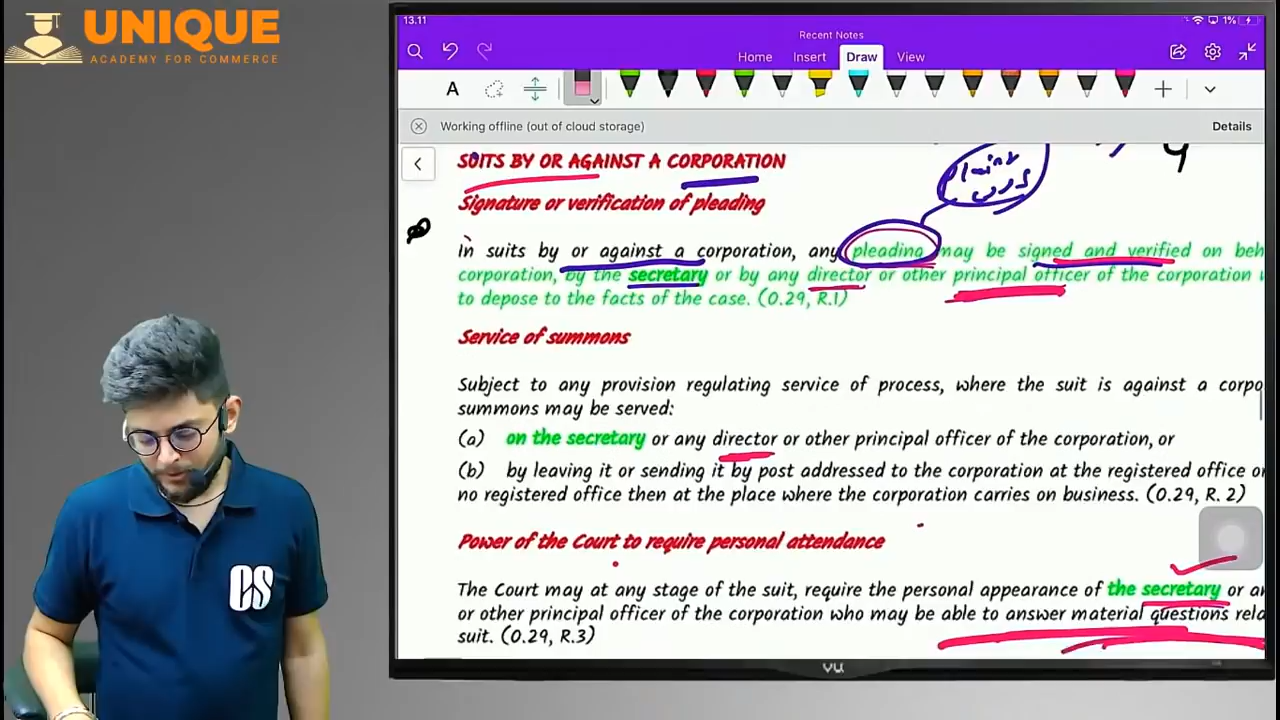 UNIQUE
ACADEMY FOR COMMERCE
13.11
1%
Recent Notes
Home Insert Draw View
A
Working offline (out of cloud storage)
Details
SUITS BY OR AGAINST A CORPORATION
Signature or verification of pleading
In suits by or against a corporation, any pleading may be signed and verified on beh
corporation, by the secretary or by any director or other principal officer of the corporation
to depose to the facts of the case. (O.29, R.1)
Service of summons
Subject to any provision regulating service of process, where the suit is against a corpo
summons may be served:
(a) on the secretary or any director or other principal officer of the corporation, or
(b) by leaving it or sending it by post addressed to the corporation at the registered office or
no registered office then at the place where the corporation carries on business. (O.29, R. 2)
Power of the Court to require personal attendance
The Court may at any stage of the suit, require the personal appearance of the secretary or
or other principal officer of the corporation who may be able to answer material questions rela
suit. (O.29, R.3)
CS
VU